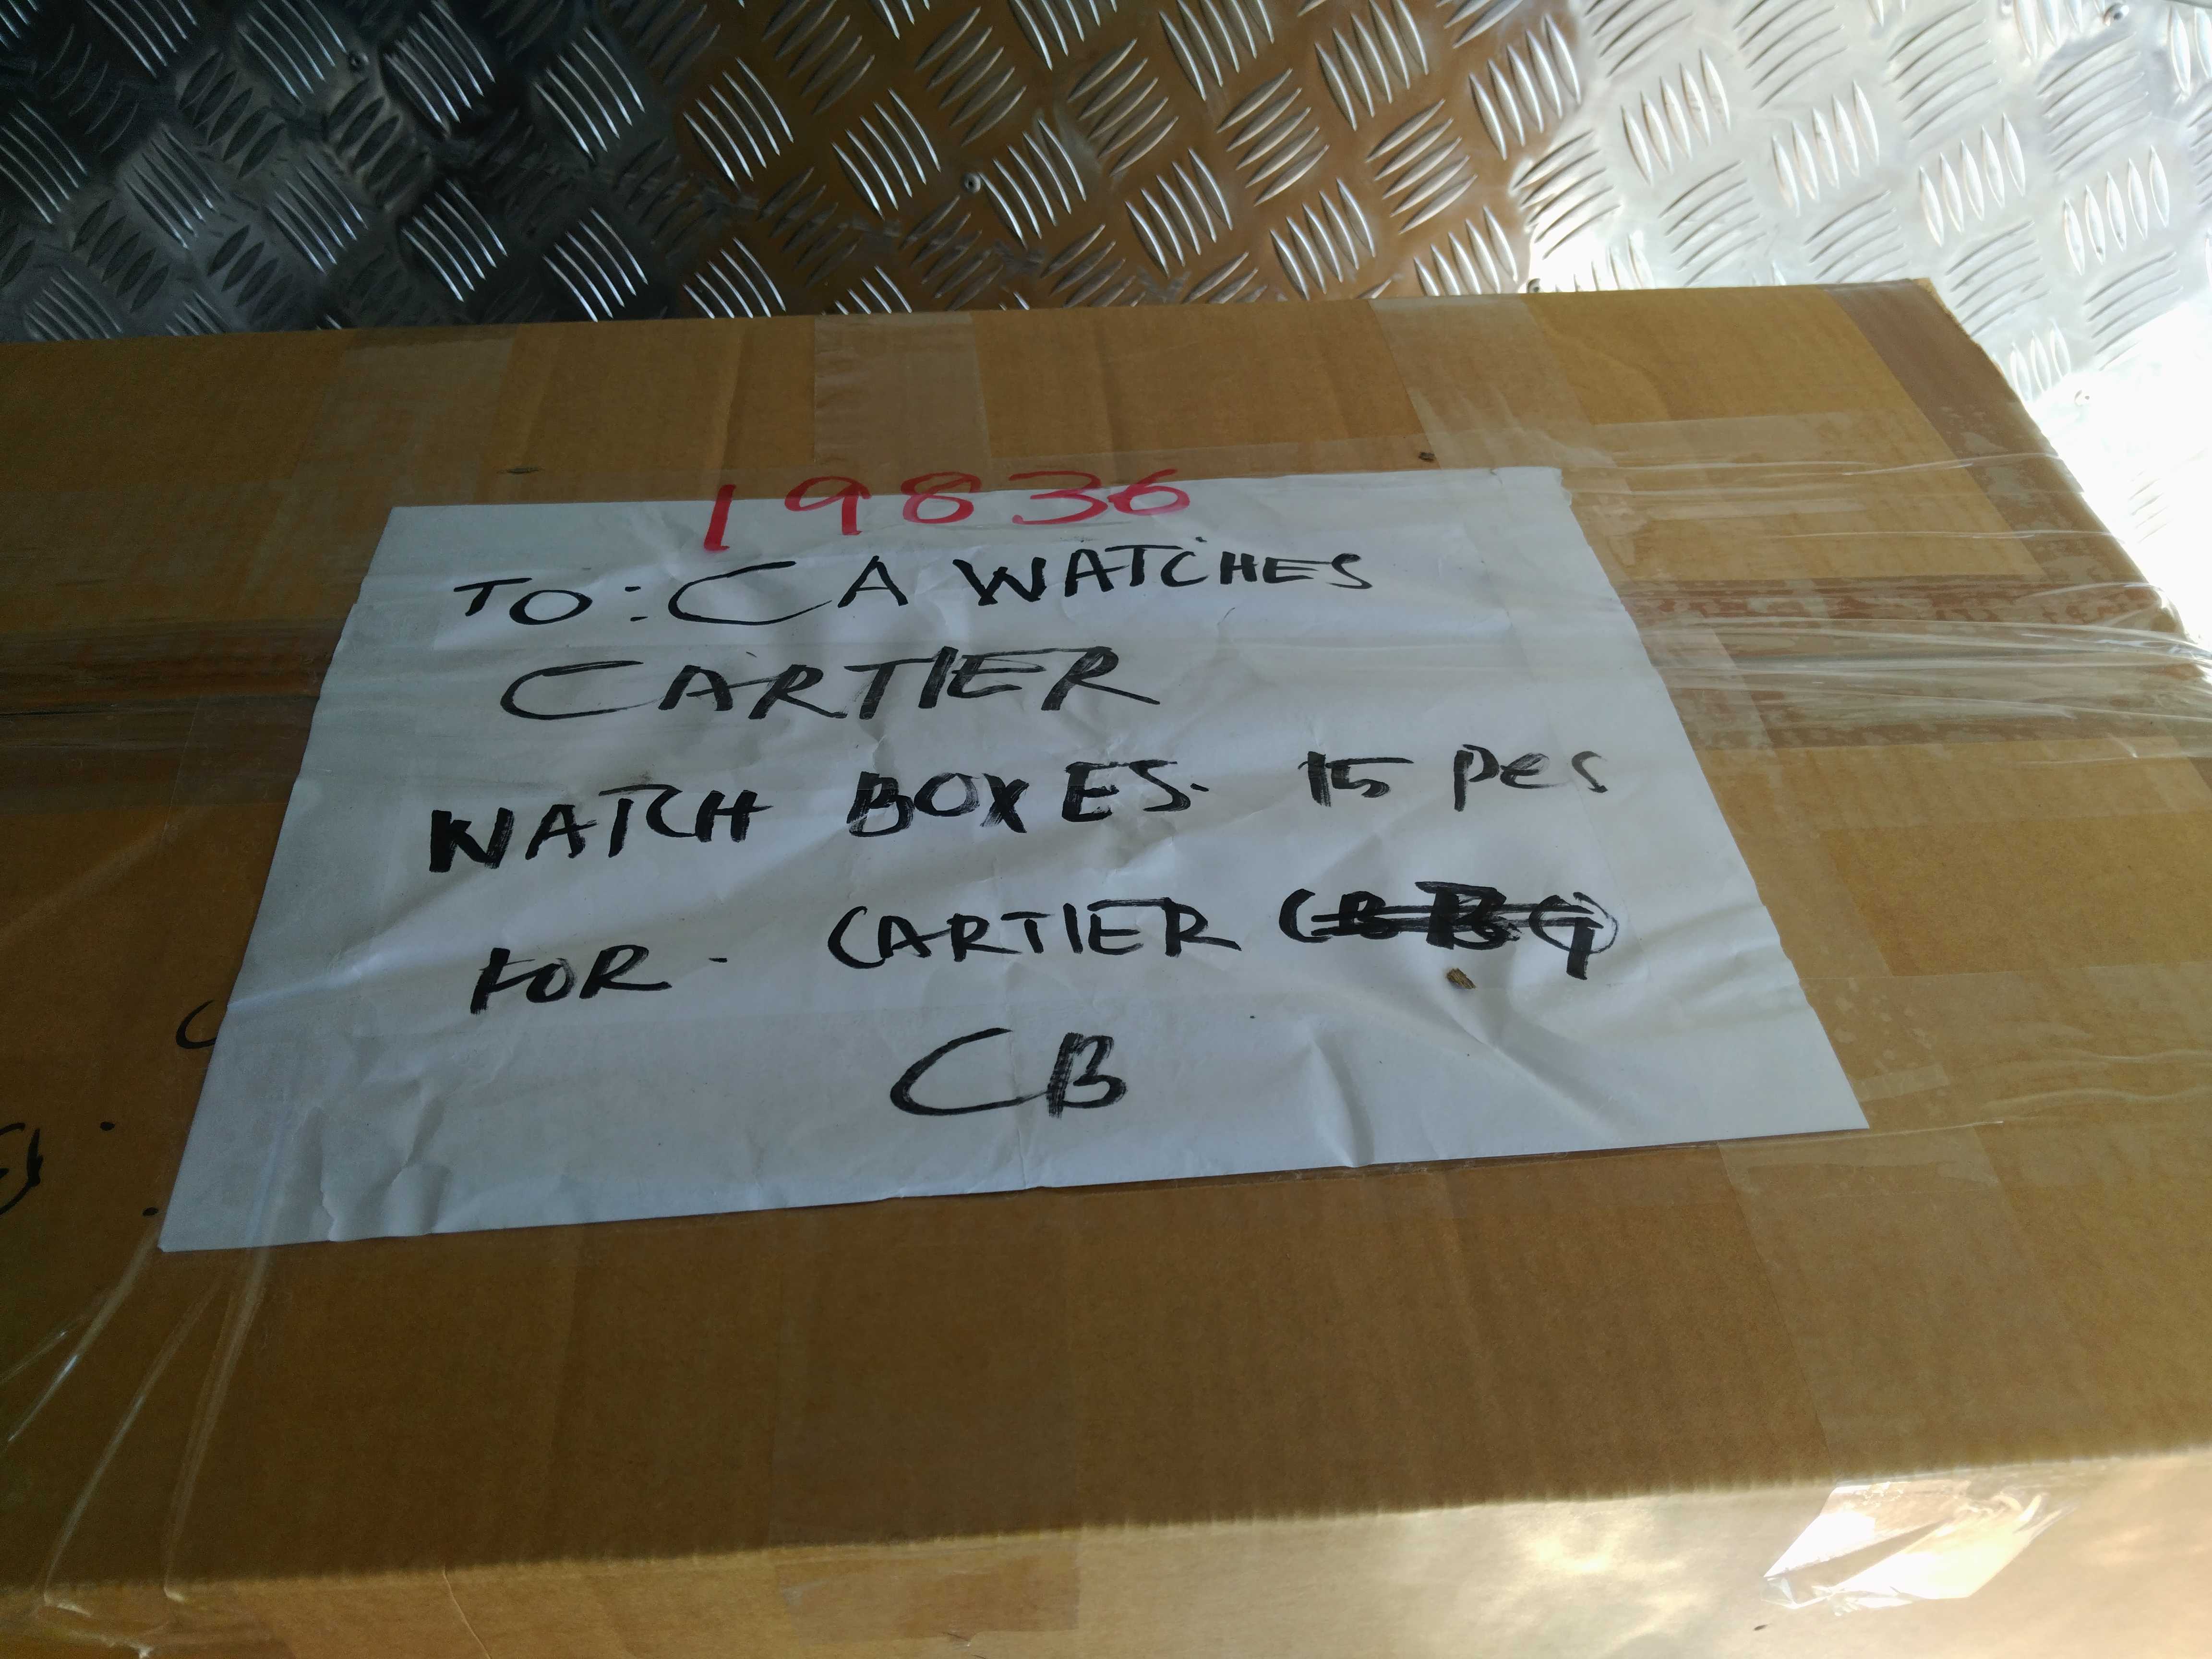 19836
TO: CA WATCHES
CARTIER
WATCH BOXES. 15 pcs
FOR - CARTIER
CB